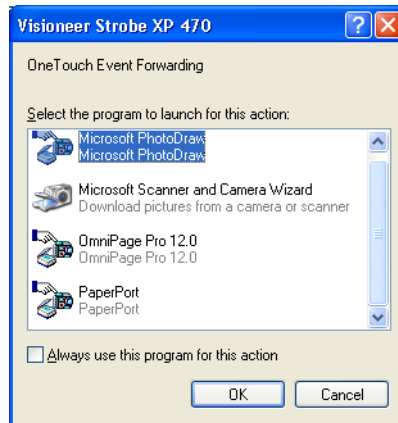 Visioneer Strobe XP 470
OneTouch Event Forwarding
Select the program to launch for this action:
Microsoft PhotoDraw
Microsoft PhotoDraw
Microsoft Scanner and Camera Wizard
Download pictures from a camera or scanner
OmniPage Pro 12.0
OmniPage Pro 12.0
PaperPort
PaperPort
Always use this program for this action
OK Cancel